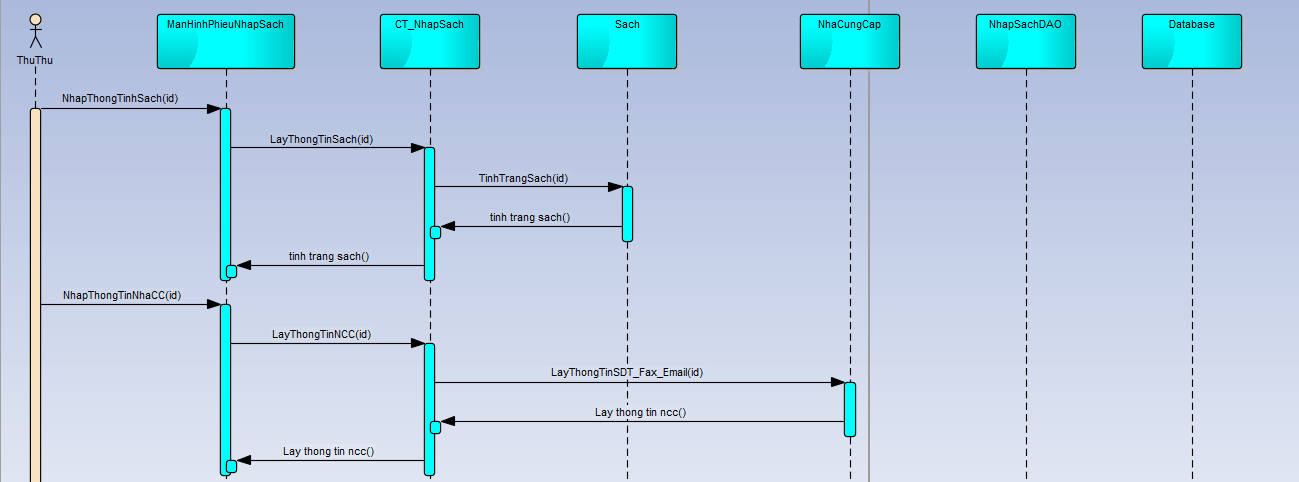 ManHinhPhieuNhapSach
CT_NhapSach
Sach
NhaCungCap
NhapSachDAO
Database
ThuThu
NhapThongTinhSach(id)
LayThongTinSach(id)
TinhTrangSach(id)
tinh trang sach()
tinh trang sach()
NhapThongTinNhaCC(id)
LayThongTinNCC(id)
LayThongTinSDT_Fax_Email(id)
Lay thong tin ncc()
Lay thong tin ncc()